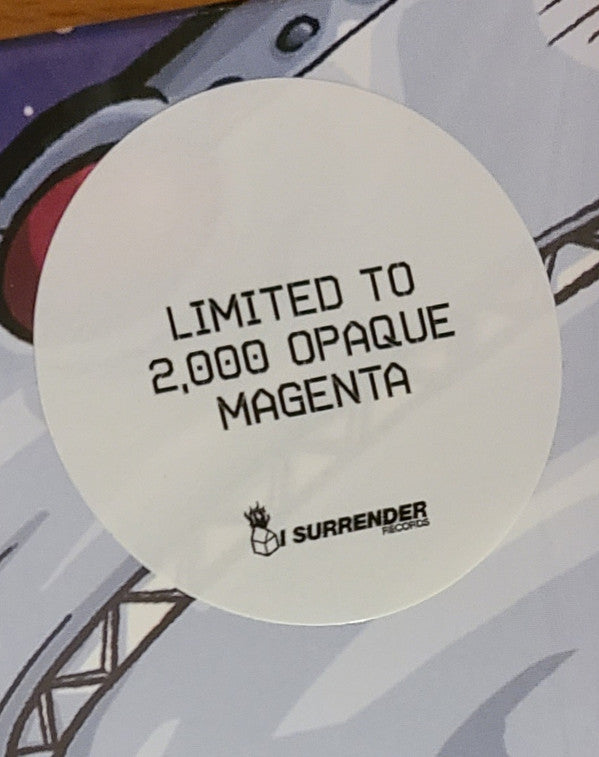 LIMITED TO
2,000 OPAQUE
MAGENTA
I SURRENDER
RECORDS